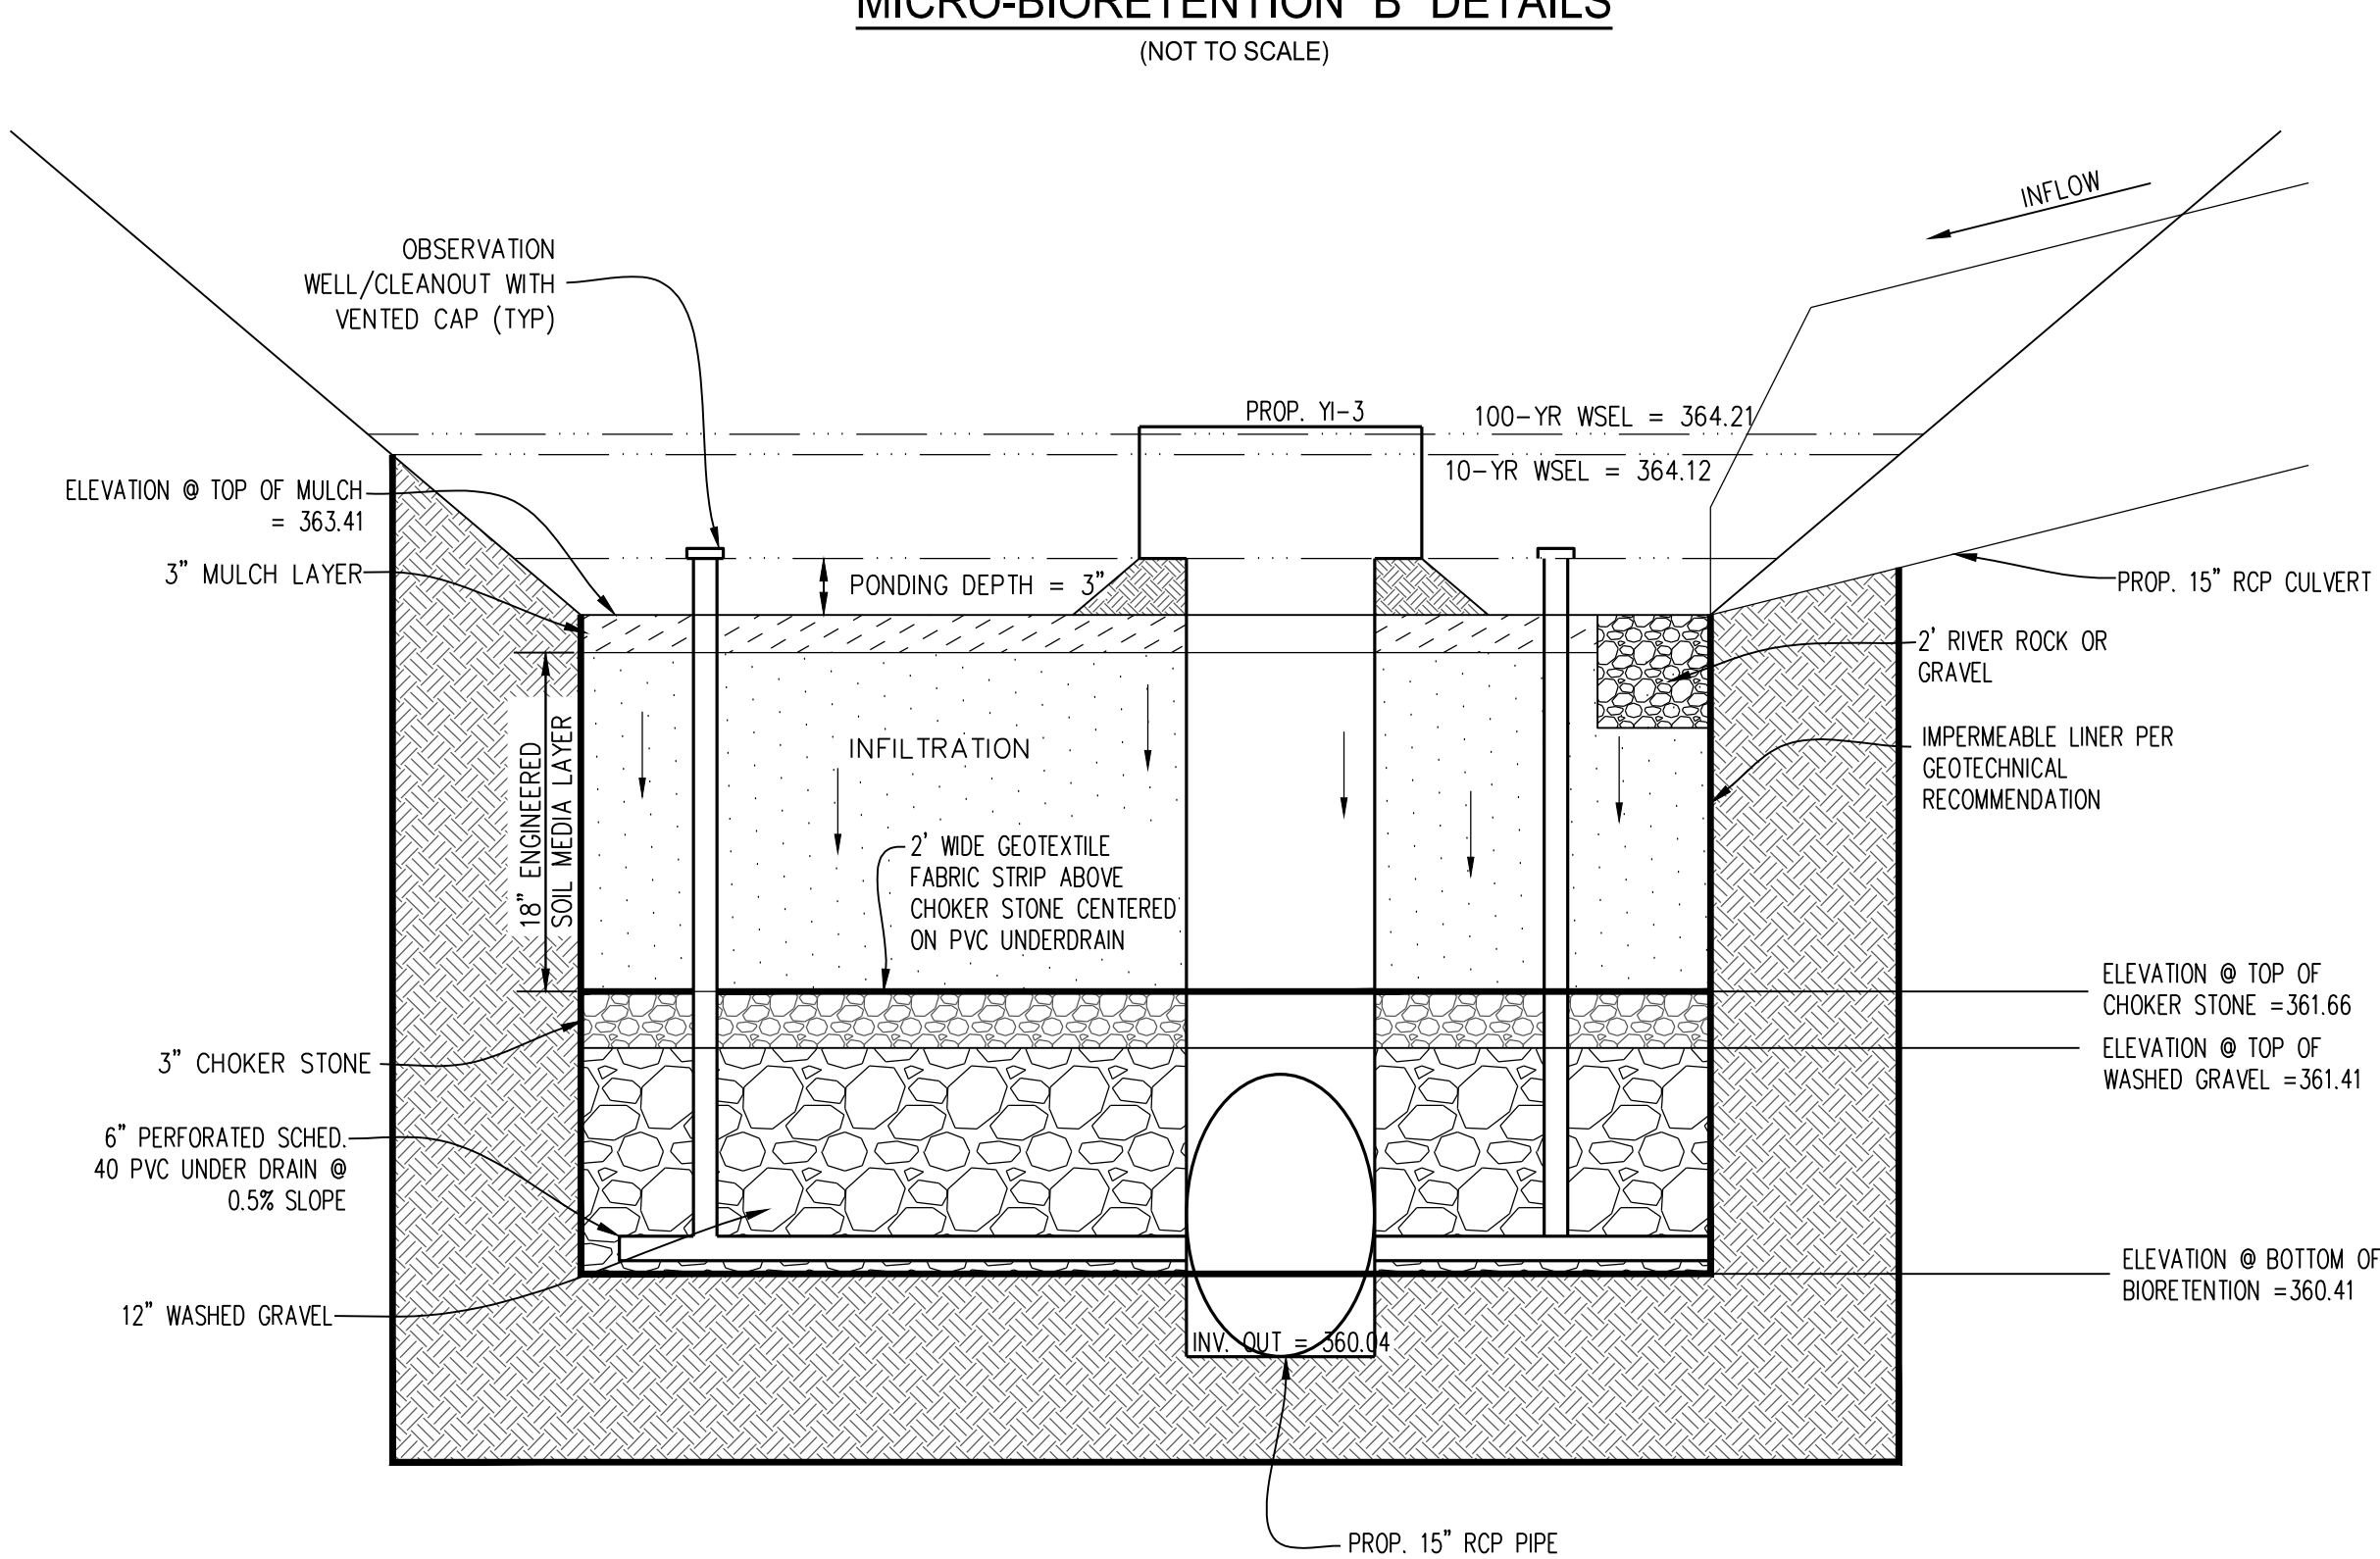 MICRO-BIORETENTION "B" DETAILS
(NOT TO SCALE)
INFLOW
OBSERVATION
WELL/CLEANOUT WITH
VENTED CAP (TYP)
PROP. YI-3
100-YR WSEL = 364.21
10-YR WSEL = 364.12
ELEVATION @ TOP OF MULCH
= 363.41
3" MULCH LAYER
PONDING DEPTH = 3"
PROP. 15" RCP CULVERT
2' RIVER ROCK OR
GRAVEL
IMPERMEABLE LINER PER
GEOTECHNICAL
RECOMMENDATION
18" ENGINEERED
SOIL MEDIA LAYER
INFILTRATION
2' WIDE GEOTEXTILE
FABRIC STRIP ABOVE
CHOKER STONE CENTERED
ON PVC UNDERDRAIN
ELEVATION @ TOP OF
CHOKER STONE =361.66
ELEVATION @ TOP OF
WASHED GRAVEL =361.41
3" CHOKER STONE
6" PERFORATED SCHED.
40 PVC UNDER DRAIN @
0.5% SLOPE
12" WASHED GRAVEL
ELEVATION @ BOTTOM OF
BIORETENTION =360.41
INV. OUT = 360.04
PROP. 15" RCP PIPE